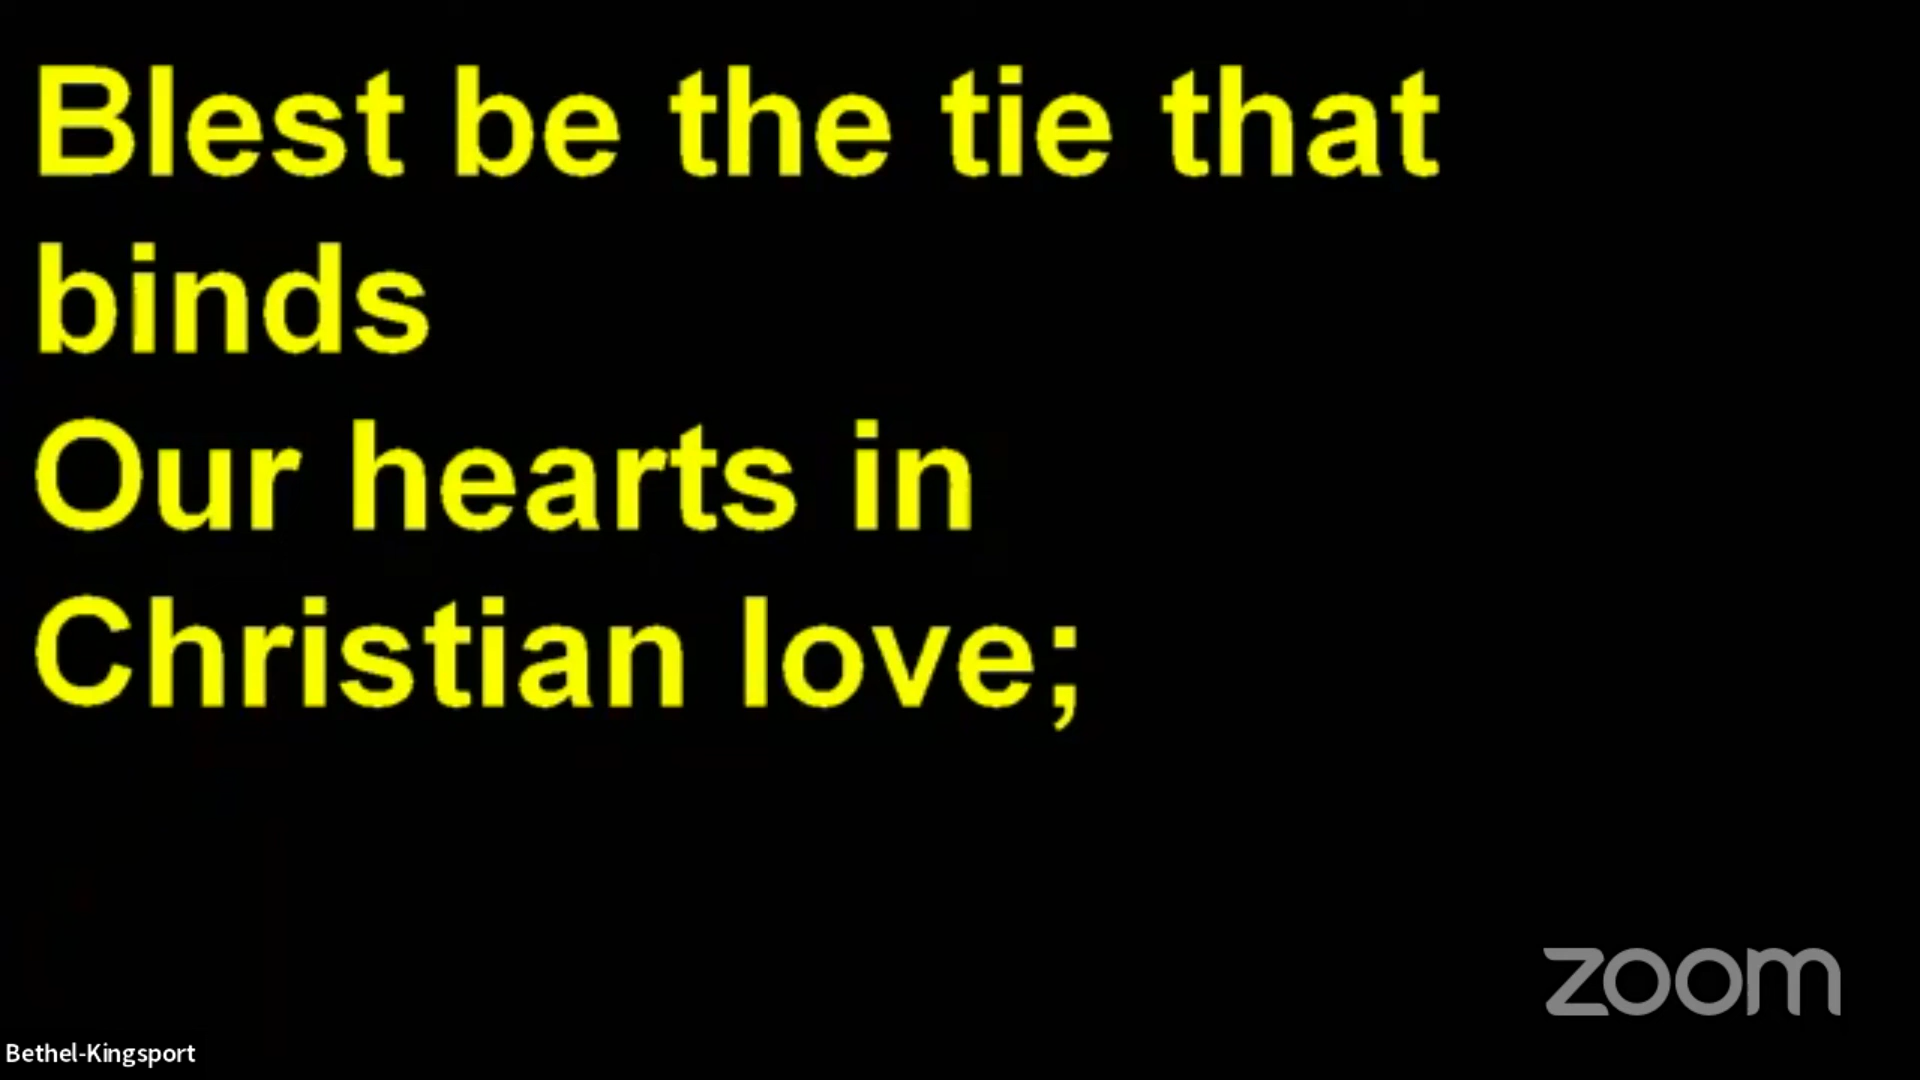 Blest be the tie that
binds
Our hearts in
Christian love;
zoom
Bethel-Kingsport